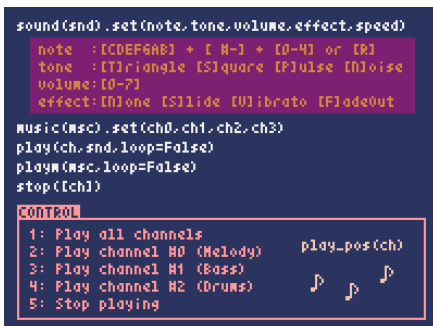 sound(snd).set(note,tone,volume,effect,speed)
note  :[CDEFGAB] + [ #-] + [0-4] or [R]
tone  :[T]riangle [S]quare [P]ulse [N]oise
volume:[0-7]
effect:[N]one [S]lide [V]ibrato [F]adeOut
music(msc).set(ch0,ch1,ch2,ch3)
play(ch,snd,loop=False)
playm(msc,loop=False)
stop([ch])
CONTROL
1: Play all channels
2: Play channel #0 (Melody)
3: Play channel #1 (Bass)
4: Play channel #2 (Drums)
5: Stop playing
play_pos(ch)